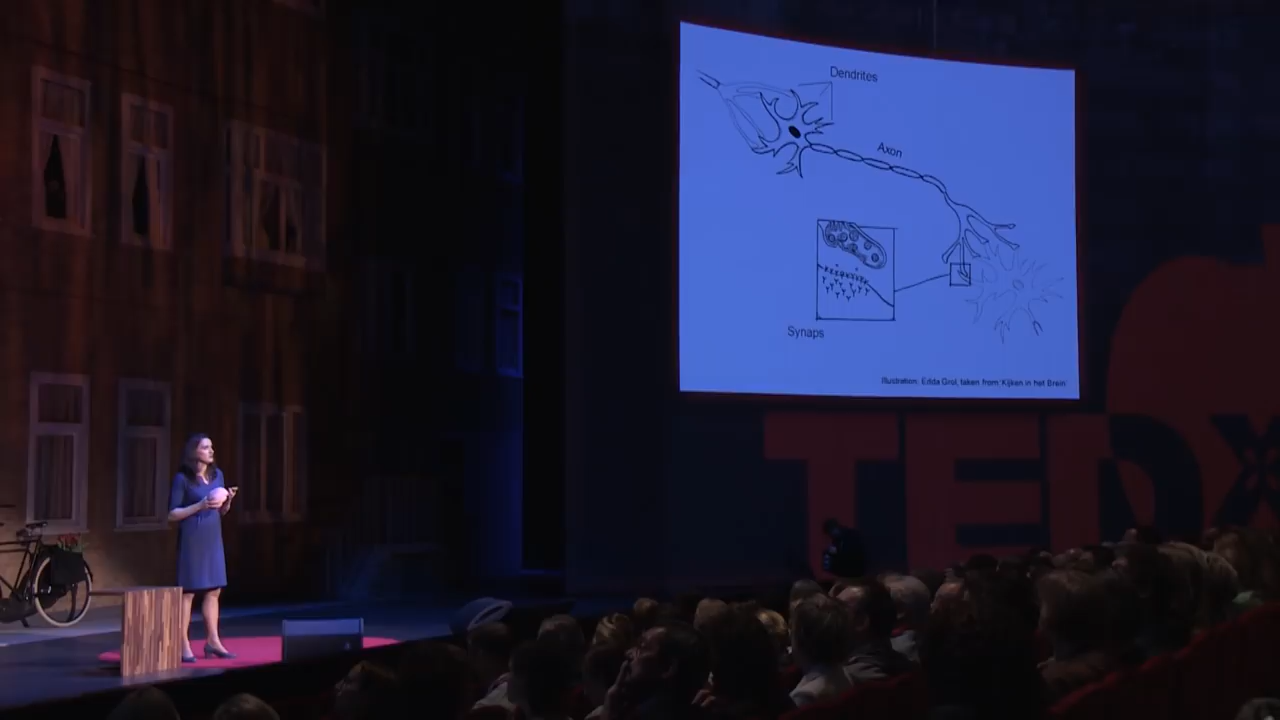 Dendrites
Axon
Synaps
Illustration: Edda Grol, taken from 'Kijken in het Brein'
TEDx